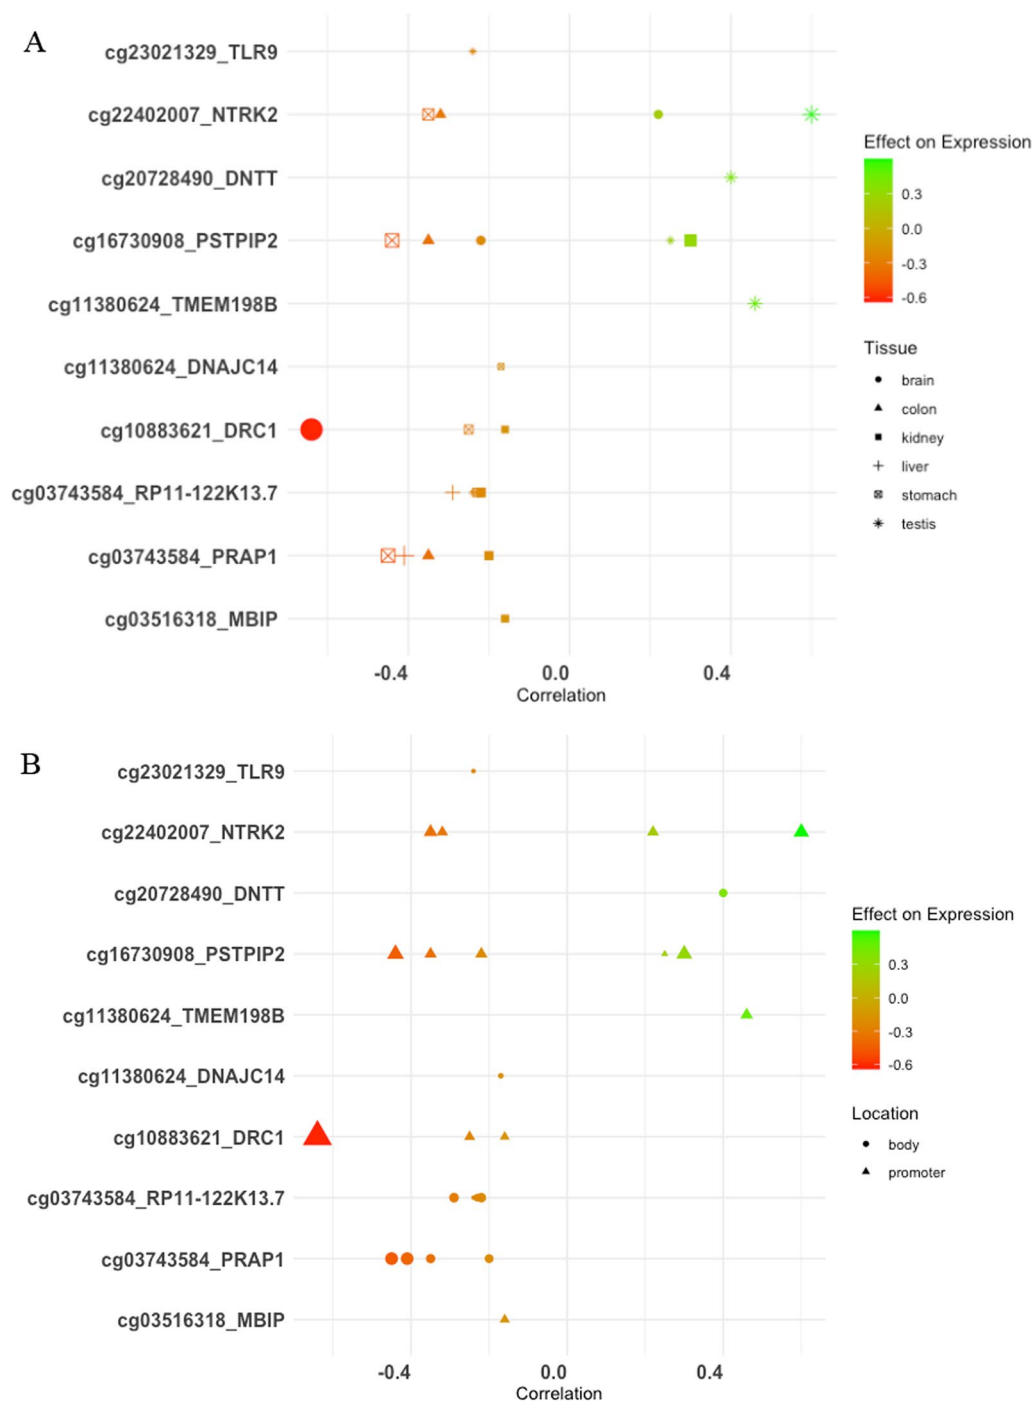 A
cg23021329_TLR9
cg22402007_NTRK2
cg20728490_DNTT
cg16730908_PSTPIP2
cg11380624_TMEM198B
cg11380624_DNAJC14
cg10883621_DRC1
cg03743584_RP11-122K13.7
cg03743584_PRAP1
cg03516318_MBIP
-0.4 0.0 0.4
Correlation
Effect on Expression
0.3
0.0
-0.3
-0.6
Tissue
brain
colon
kidney
liver
stomach
testis
B
cg23021329_TLR9
cg22402007_NTRK2
cg20728490_DNTT
cg16730908_PSTPIP2
cg11380624_TMEM198B
cg11380624_DNAJC14
cg10883621_DRC1
cg03743584_RP11-122K13.7
cg03743584_PRAP1
cg03516318_MBIP
-0.4 0.0 0.4
Correlation
Effect on Expression
0.3
0.0
-0.3
-0.6
Location
body
promoter